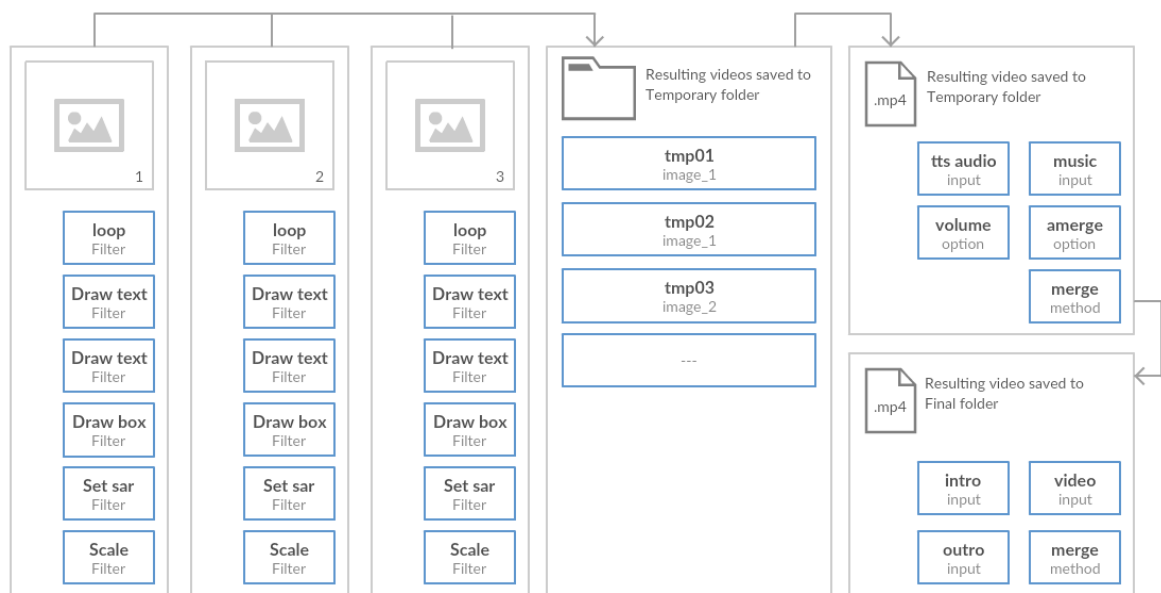 1
loop
Filter
Draw text
Filter
Draw text
Filter
Draw box
Filter
Set sar
Filter
Scale
Filter
2
loop
Filter
Draw text
Filter
Draw text
Filter
Draw box
Filter
Set sar
Filter
Scale
Filter
3
loop
Filter
Draw text
Filter
Draw text
Filter
Draw box
Filter
Set sar
Filter
Scale
Filter
Resulting videos saved to
Temporary folder
tmp01
image_1
tmp02
image_1
tmp03
image_2
---
.mp4
Resulting video saved to
Temporary folder
tts audio
input
music
input
volume
option
amerge
option
merge
method
.mp4
Resulting video saved to
Final folder
intro
input
video
input
outro
input
merge
method